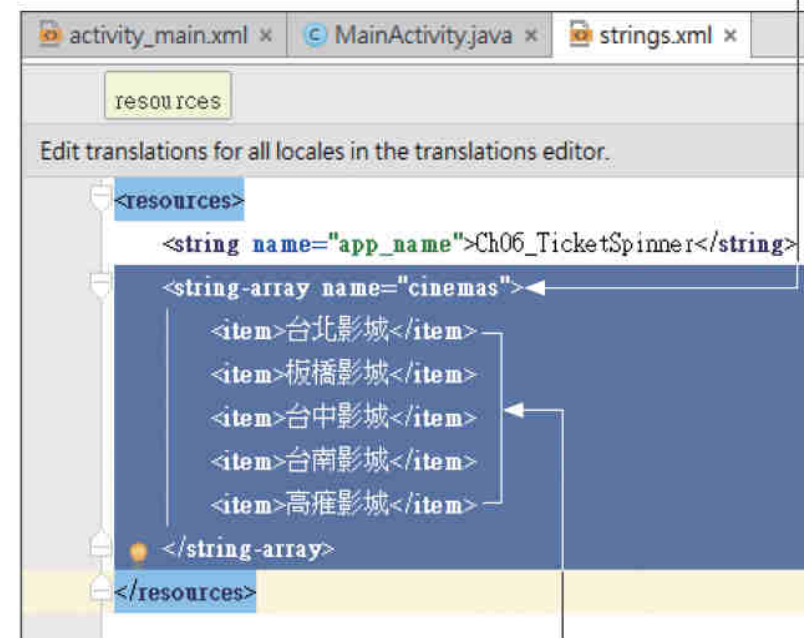 activity_main.xml × MainActivity.java × strings.xml ×
resources
Edit translations for all locales in the translations editor.
<resources>
<string name="app_name">Ch06_TicketSpinner</string>
<string-array name="cinemas">
<item>台北影城</item>
<item>板橋影城</item>
<item>台中影城</item>
<item>台南影城</item>
<item>高雄影城</item>
</string-array>
</resources>